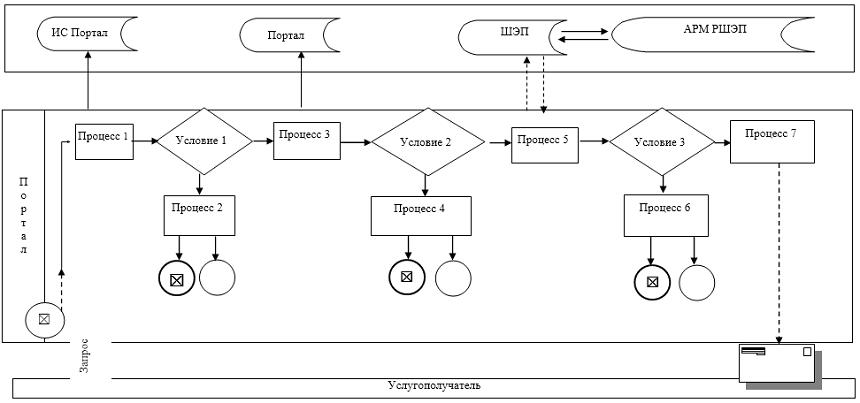 ИС Портал
Портал
ШЭП
АРМ РШЭП
Портал
Процесс 1
Условие 1
Процесс 3
Условие 2
Процесс 5
Условие 3
Процесс 7
Процесс 2
Процесс 4
Процесс 6
Запрос
Услугополучатель